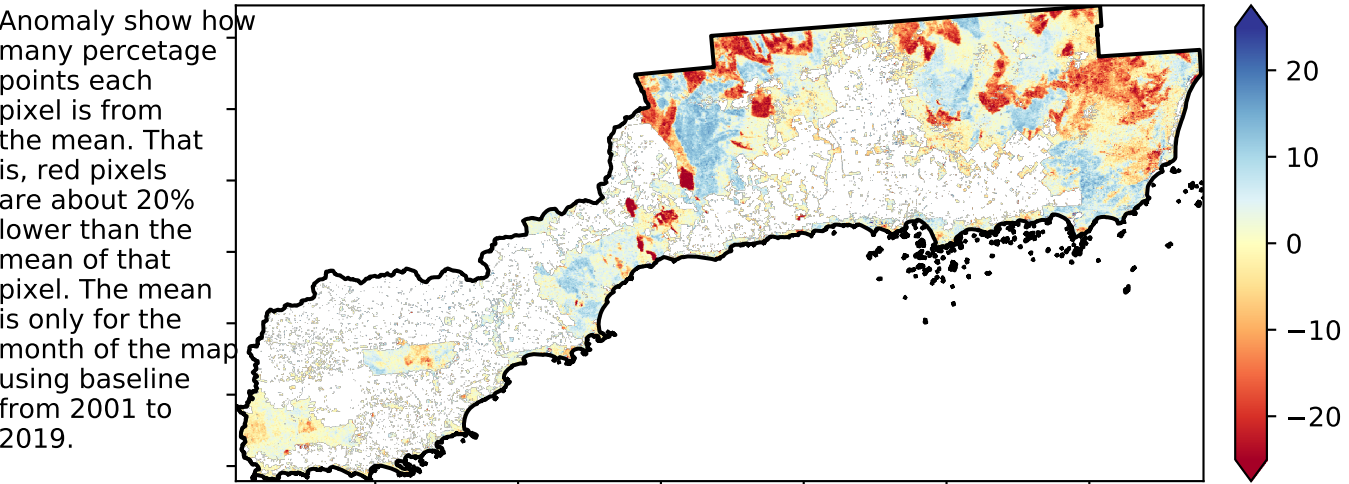 Anomaly show how
many percetage
points each
pixel is from
the mean. That
is, red pixels
are about 20%
lower than the
mean of that
pixel. The mean
is only for the
month of the map
using baseline
from 2001 to
2019.
20
10
0
−10
−20